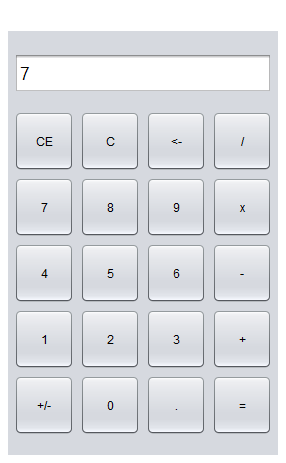 7
CE C <- /
7 8 9 x
4 5 6 -
1 2 3 +
+/- 0 . =